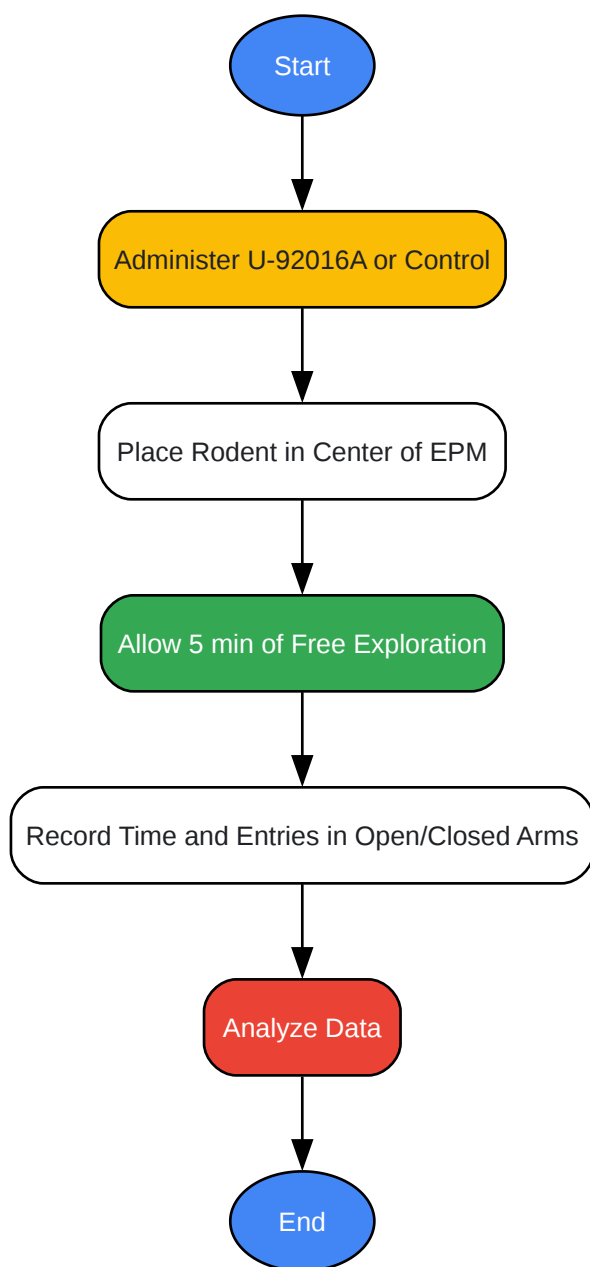 Start
Administer U-92016A or Control
Place Rodent in Center of EPM
Allow 5 min of Free Exploration
Record Time and Entries in Open/Closed Arms
Analyze Data
End